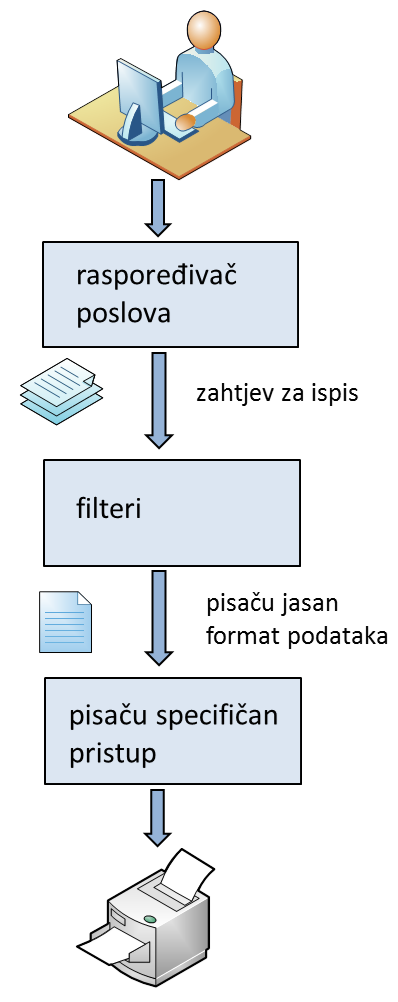 raspoređivač
poslova
zahtjev za ispis
filteri
pisaču jasan
format podataka
pisaču specifičan
pristup